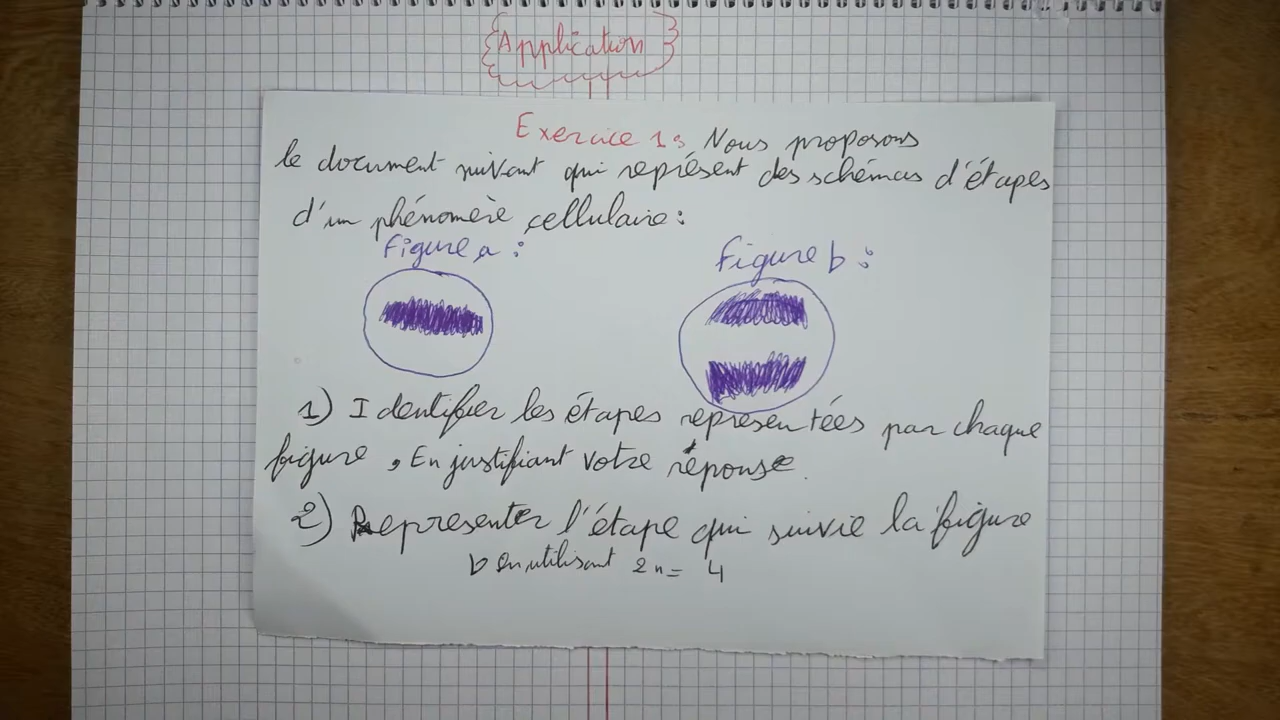 Application
Exercice 1: Nous proposons
le document suivant qui représent des schémas d'étapes
d'un phénomère cellulaire:
Figure a:
Figure b:
1) Identifier les étapes représentées par chaque
figure, En justifiant votre réponse.
2) Représenter l'étape qui suivie la figure
b en utilisant 2n = 4